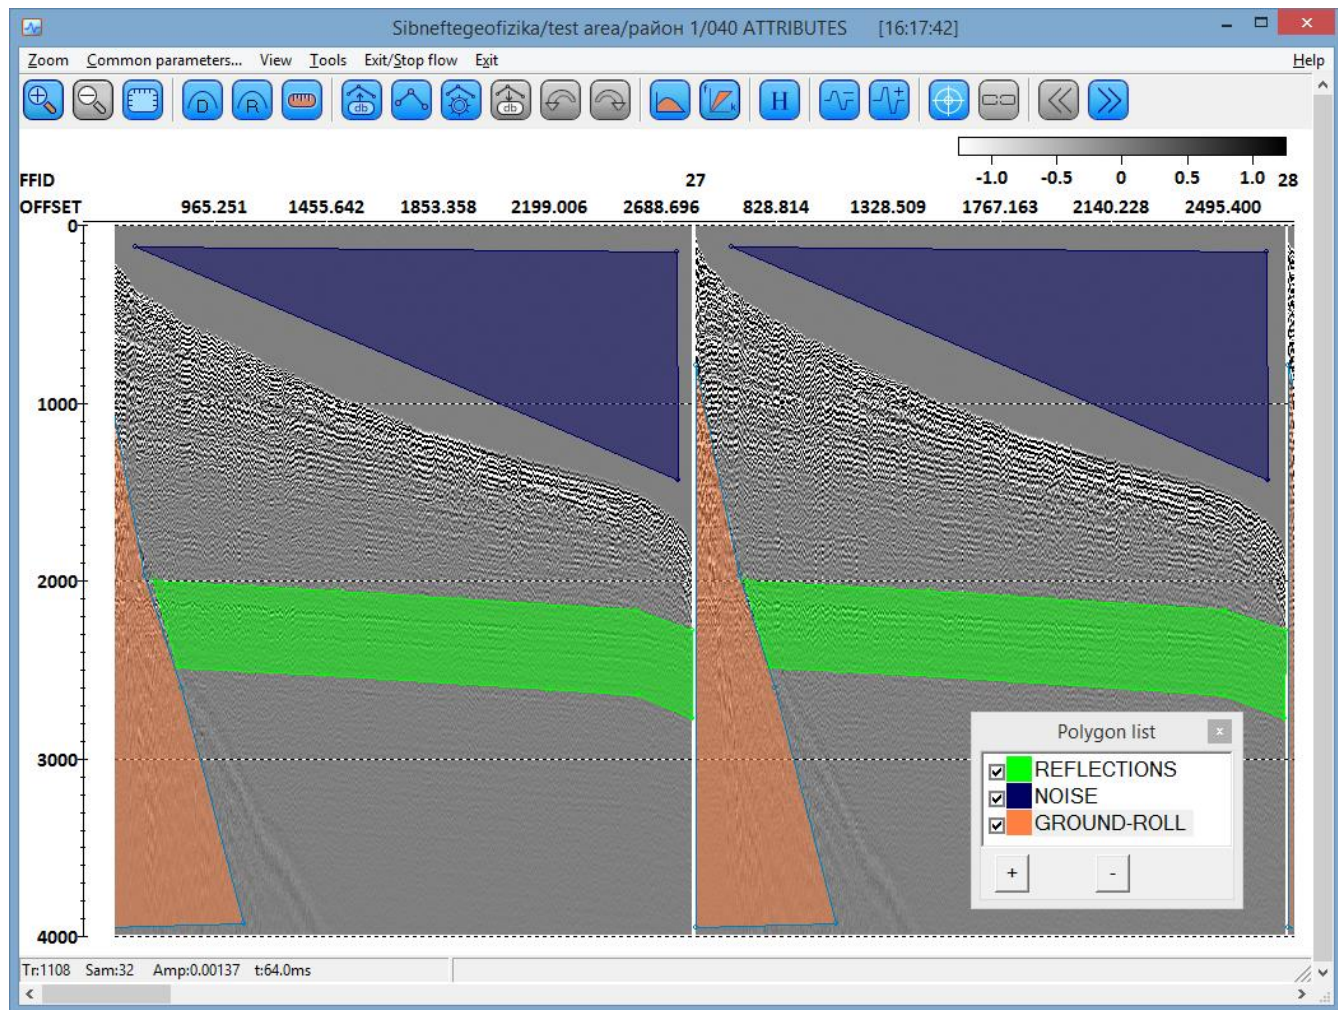 Sibneftegeofizika/test area/район 1/040 ATTRIBUTES [16:17:42]
Zoom Common parameters... View Tools Exit/Stop flow Exit Help
D R db db f k H
-1.0 -0.5 0 0.5 1.0
FFID 27 28
OFFSET 965.251 1455.642 1853.358 2199.006 2688.696 828.814 1328.509 1767.163 2140.228 2495.400
0
1000
2000
3000
4000
Polygon list
REFLECTIONS
NOISE
GROUND-ROLL
+ -
Tr:1108 Sam:32 Amp:0.00137 t:64.0ms